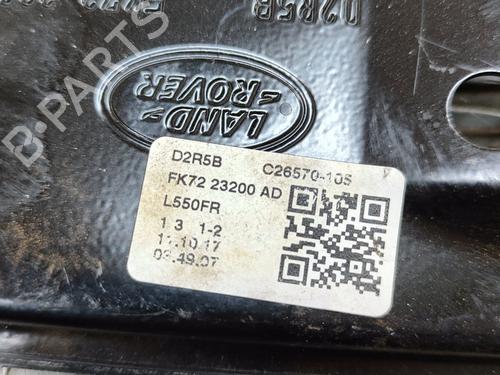 D2R5B
LAND
ROVER
D2R5B C26570-105
FK72 23200 AD
L550FR
1 3 1-2
11.10.17
03.49.07
B-PARTS